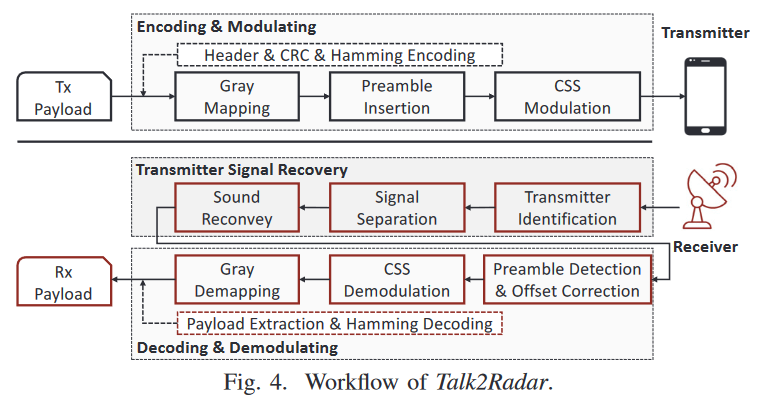 Encoding & Modulating
Transmitter
Header & CRC & Hamming Encoding
Tx
Payload
Gray
Mapping
Preamble
Insertion
CSS
Modulation
Transmitter Signal Recovery
Sound
Reconvey
Signal
Separation
Transmitter
Identification
Receiver
Rx
Payload
Gray
Demapping
CSS
Demodulation
Preamble Detection
& Offset Correction
Payload Extraction & Hamming Decoding
Decoding & Demodulating
Fig. 4. Workflow of Talk2Radar.